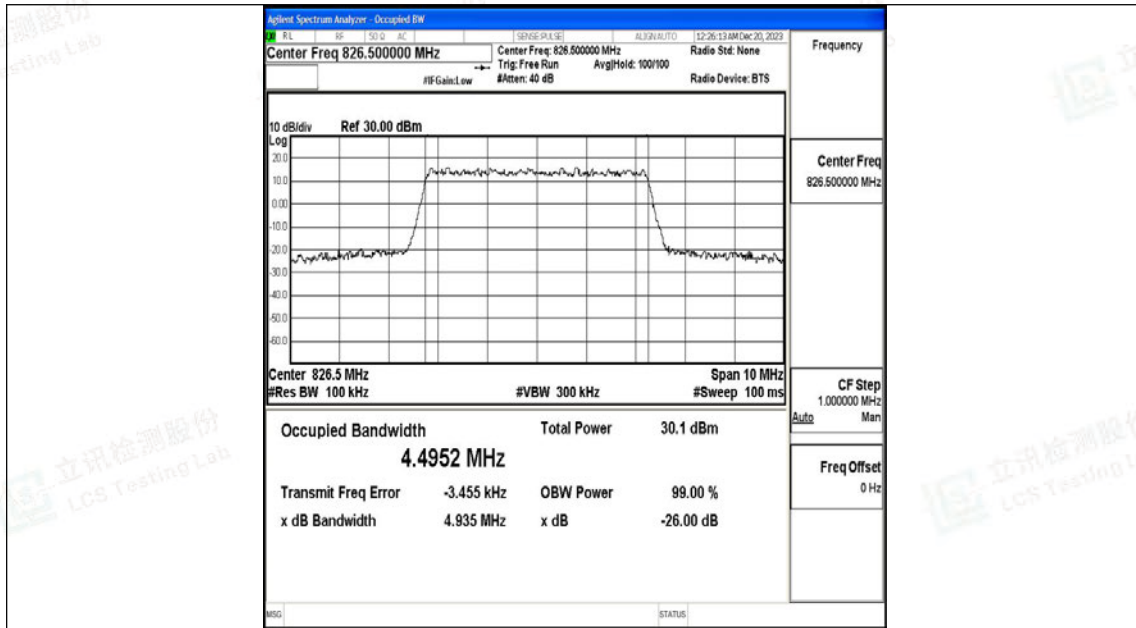 Agilent Spectrum Analyzer - Occupied BW
RL RF 50 Ω AC SENSE:PULSE ALIGNAUTO 12:26:13 AM Dec 20, 2023
Center Freq 826.500000 MHz
Center Freq: 826.500000 MHz
Radio Std: None
Trig: Free Run Avg|Hold: 100/100
#IFGain:Low
#Atten: 40 dB
Radio Device: BTS
10 dB/div Ref 30.00 dBm
Log
20.0
10.0
0.00
-10.0
-20.0
-30.0
-40.0
-50.0
-60.0
Center 826.5 MHz Span 10 MHz
#Res BW 100 kHz #VBW 300 kHz #Sweep 100 ms
Occupied Bandwidth Total Power 30.1 dBm
4.4952 MHz
Transmit Freq Error -3.455 kHz OBW Power 99.00 %
x dB Bandwidth 4.935 MHz x dB -26.00 dB
MSG STATUS
Frequency
Center Freq
826.500000 MHz
CF Step
1.000000 MHz
Auto Man
Freq Offset
0 Hz
立讯检测股份
LCS Testing Lab
立讯检测股份
LCS Testing L
测股份
esting Lab
立